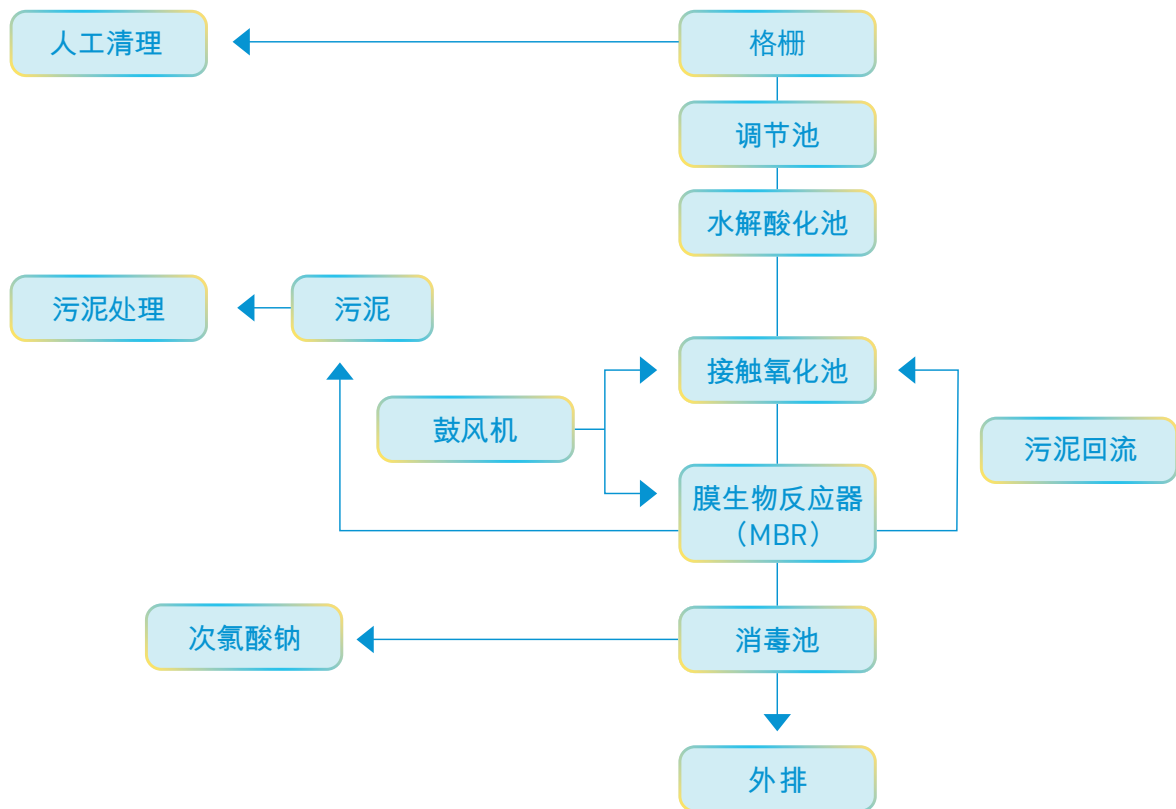 人工清理
格栅
调节池
水解酸化池
污泥处理
污泥
接触氧化池
鼓风机
污泥回流
膜生物反应器
（MBR）
次氯酸钠
消毒池
外排